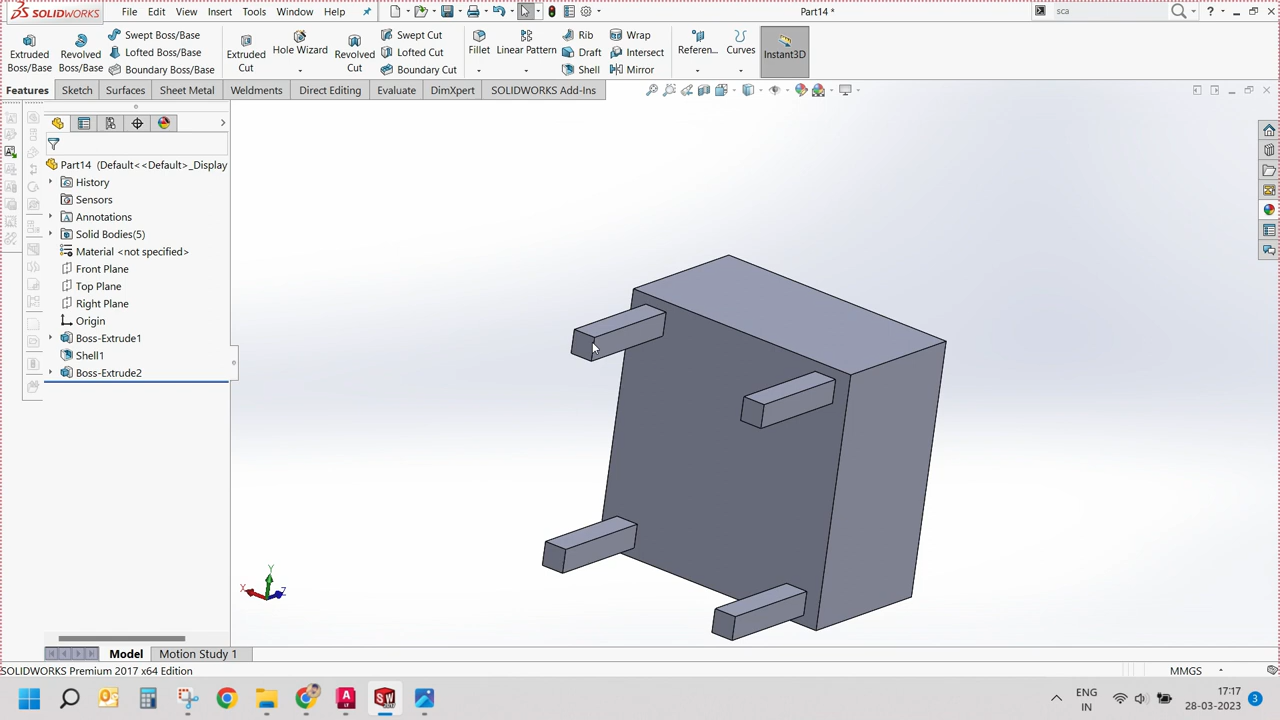 SOLIDWORKS File Edit View Insert Tools Window Help Part14 * sca
Extruded Boss/Base Revolved Boss/Base Swept Boss/Base Lofted Boss/Base Boundary Boss/Base Extruded Cut Hole Wizard Revolved Cut Swept Cut Lofted Cut Boundary Cut Fillet Linear Pattern Rib Draft Shell Wrap Intersect Mirror Referen... Curves Instant3D
Features Sketch Surfaces Sheet Metal Weldments Direct Editing Evaluate DimXpert SOLIDWORKS Add-Ins
Part14 (Default<<Default>_Display
History
Sensors
Annotations
Solid Bodies(5)
Material <not specified>
Front Plane
Top Plane
Right Plane
Origin
Boss-Extrude1
Shell1
Boss-Extrude2
Y
X Z
Model Motion Study 1
SOLIDWORKS Premium 2017 x64 Edition MMGS
ENG 17:17
IN 28-03-2023 3